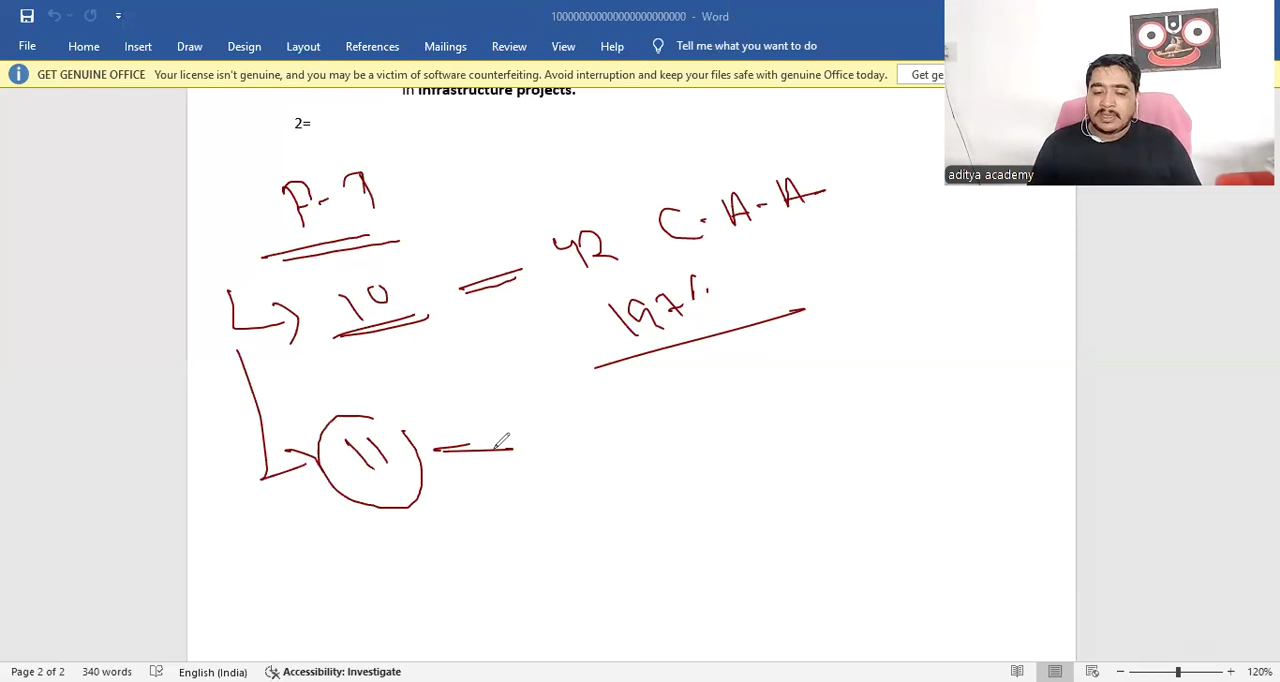 100000000000000000000000 - Word
File Home Insert Draw Design Layout References Mailings Review View Help Tell me what you want to do
GET GENUINE OFFICE Your license isn't genuine, and you may be a victim of software counterfeiting. Avoid interruption and keep your files safe with genuine Office today. Get ge
in infrastructure projects.
2=
aditya academy
42 C.A.A
10 =
197
11
Page 2 of 2 340 words English (India) Accessibility: Investigate 120%